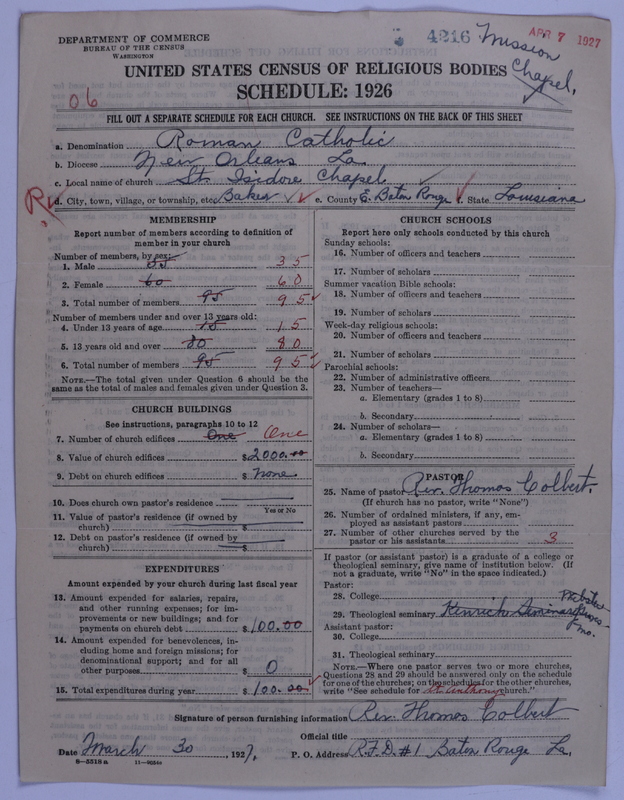 DEPARTMENT OF COMMERCE
BUREAU OF THE CENSUS
WASHINGTON
4216
Mission
Chapel,
APR 7 1927
UNITED STATES CENSUS OF RELIGIOUS BODIES
SCHEDULE: 1926
06
FILL OUT A SEPARATE SCHEDULE FOR EACH CHURCH. SEE INSTRUCTIONS ON THE BACK OF THIS SHEET
a. Denomination Roman Catholic
b. Diocese New Orleans La.
c. Local name of church St. Isidore Chapel
d. City, town, village, or township, etc. Baker e. County E. Baton Rouge f. State Louisiana
MEMBERSHIP
Report number of members according to definition of
member in your church
Number of members, by sex:
1. Male 35 35
2. Female 60 60
3. Total number of members 95 95
Number of members under and over 13 years old:
4. Under 13 years of age 15 15
5. 13 years old and over 80 80
6. Total number of members 95 95
NOTE.—The total given under Question 6 should be the
same as the total of males and females given under Question 3.
CHURCH BUILDINGS
See instructions, paragraphs 10 to 12
7. Number of church edifices One One
8. Value of church edifices $2000.00
9. Debt on church edifices $ None
10. Does church own pastor's residence
Yes or No
11. Value of pastor's residence (if owned by
church) $
12. Debt on pastor's residence (if owned by
church) $
EXPENDITURES
Amount expended by your church during last fiscal year
13. Amount expended for salaries, repairs,
and other running expenses; for im-
provements or new buildings; and for
payments on church debt $100.00
14. Amount expended for benevolences, in-
cluding home and foreign missions; for
denominational support; and for all
other purposes $ 0
15. Total expenditures during year $100.00
CHURCH SCHOOLS
Report here only schools conducted by this church
Sunday schools:
16. Number of officers and teachers
17. Number of scholars
Summer vacation Bible schools:
18. Number of officers and teachers
19. Number of scholars
Week-day religious schools:
20. Number of officers and teachers
21. Number of scholars
Parochial schools:
22. Number of administrative officers
23. Number of teachers—
a. Elementary (grades 1 to 8)
b. Secondary
24. Number of scholars—
a. Elementary (grades 1 to 8)
b. Secondary
PASTOR
25. Name of pastor Rev. Thomas Colbert.
(If church has no pastor, write "None")
26. Number of ordained ministers, if any, em-
ployed as assistant pastors
27. Number of other churches served by the
pastor or his assistants 3
If pastor (or assistant pastor) is a graduate of a college or
theological seminary, give name of institution below. (If
not a graduate, write "No" in the space indicated.)
Pastor:
28. College
29. Theological seminary Kenrick Seminary Webster Groves Mo.
Assistant pastor:
30. College
31. Theological seminary
NOTE.—Where one pastor serves two or more churches,
Questions 28 and 29 should be answered only on the schedule
for one of the churches; on the schedules for the other churches,
write "See schedule for St Anthony church."
Signature of person furnishing information Rev. Thomas Colbert
Official title
Date March 30, 1927. P. O. Address R.F.D. #1 Baton Rouge La.
8—5518 a 11—9054a